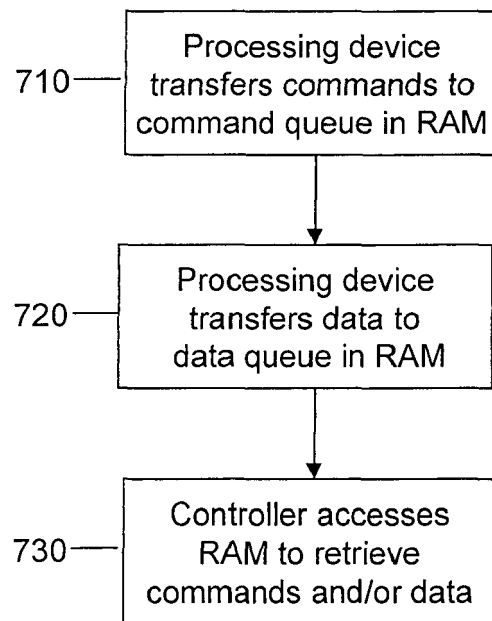 Processing device
710
transfers commands to
command queue in RAM
Processing device
720
transfers data to
data queue in RAM
Controller accesses
730
RAM to retrieve
commands and/or data